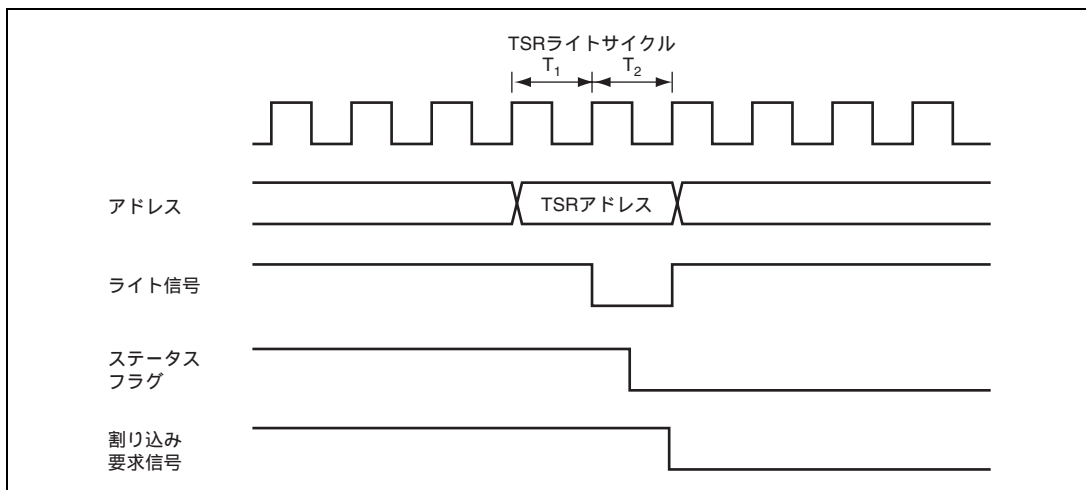 TSRライトサイクル
T1 T2
アドレス
TSRアドレス
ライト信号
ステータス
フラグ
割り込み
要求信号